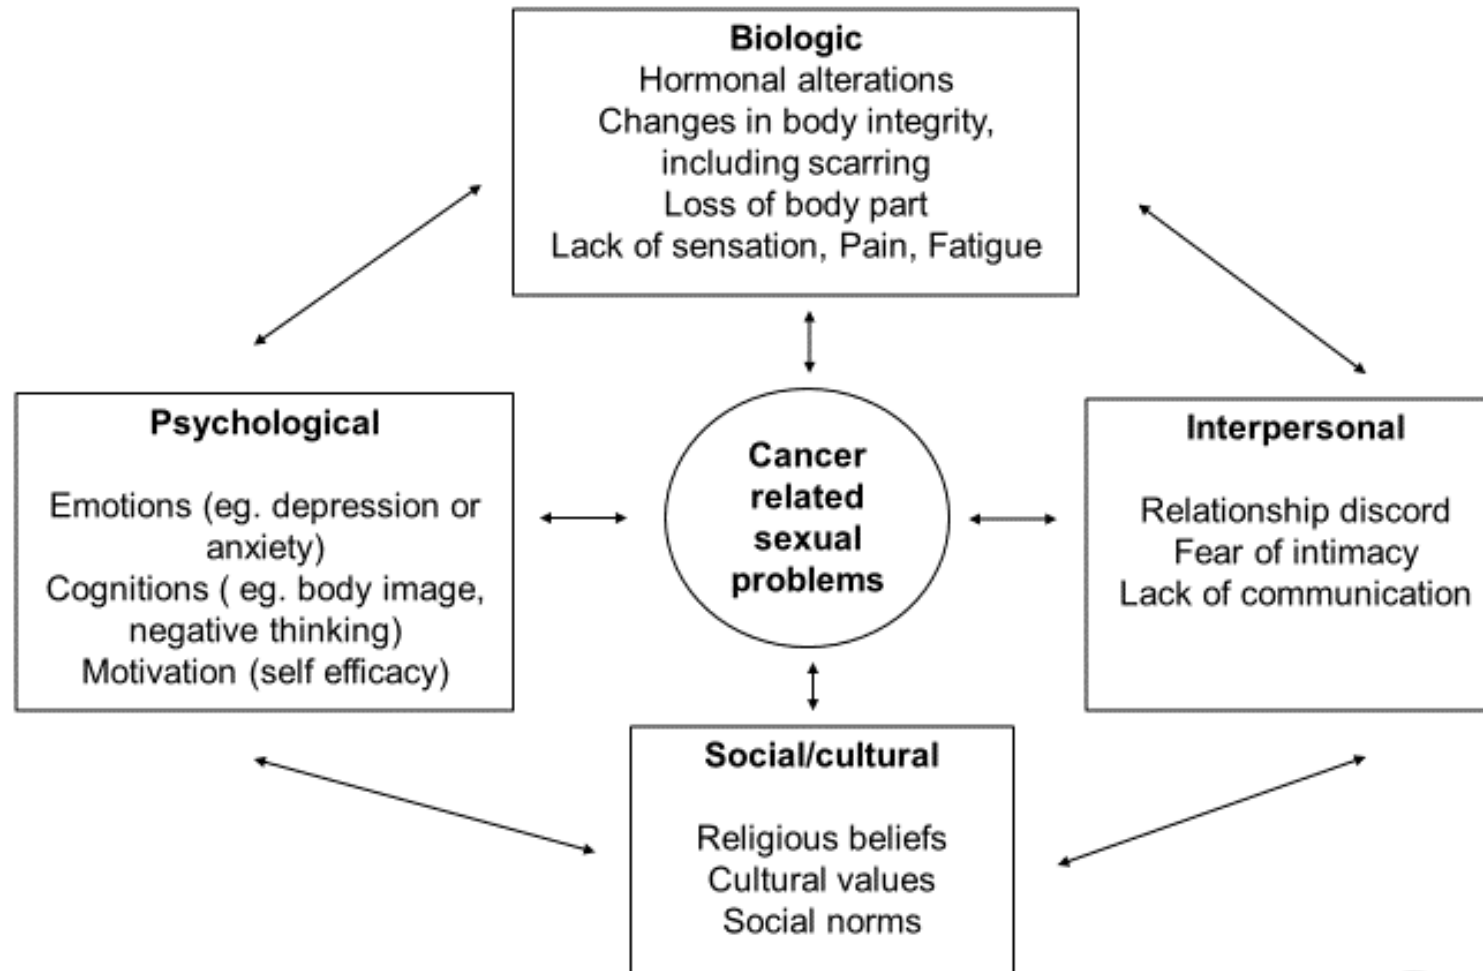 Biologic
Hormonal alterations
Changes in body integrity,
including scarring
Loss of body part
Lack of sensation, Pain, Fatigue
Psychological
Emotions (eg. depression or
anxiety)
Cognitions ( eg. body image,
negative thinking)
Motivation (self efficacy)
Cancer
related
sexual
problems
Interpersonal
Relationship discord
Fear of intimacy
Lack of communication
Social/cultural
Religious beliefs
Cultural values
Social norms